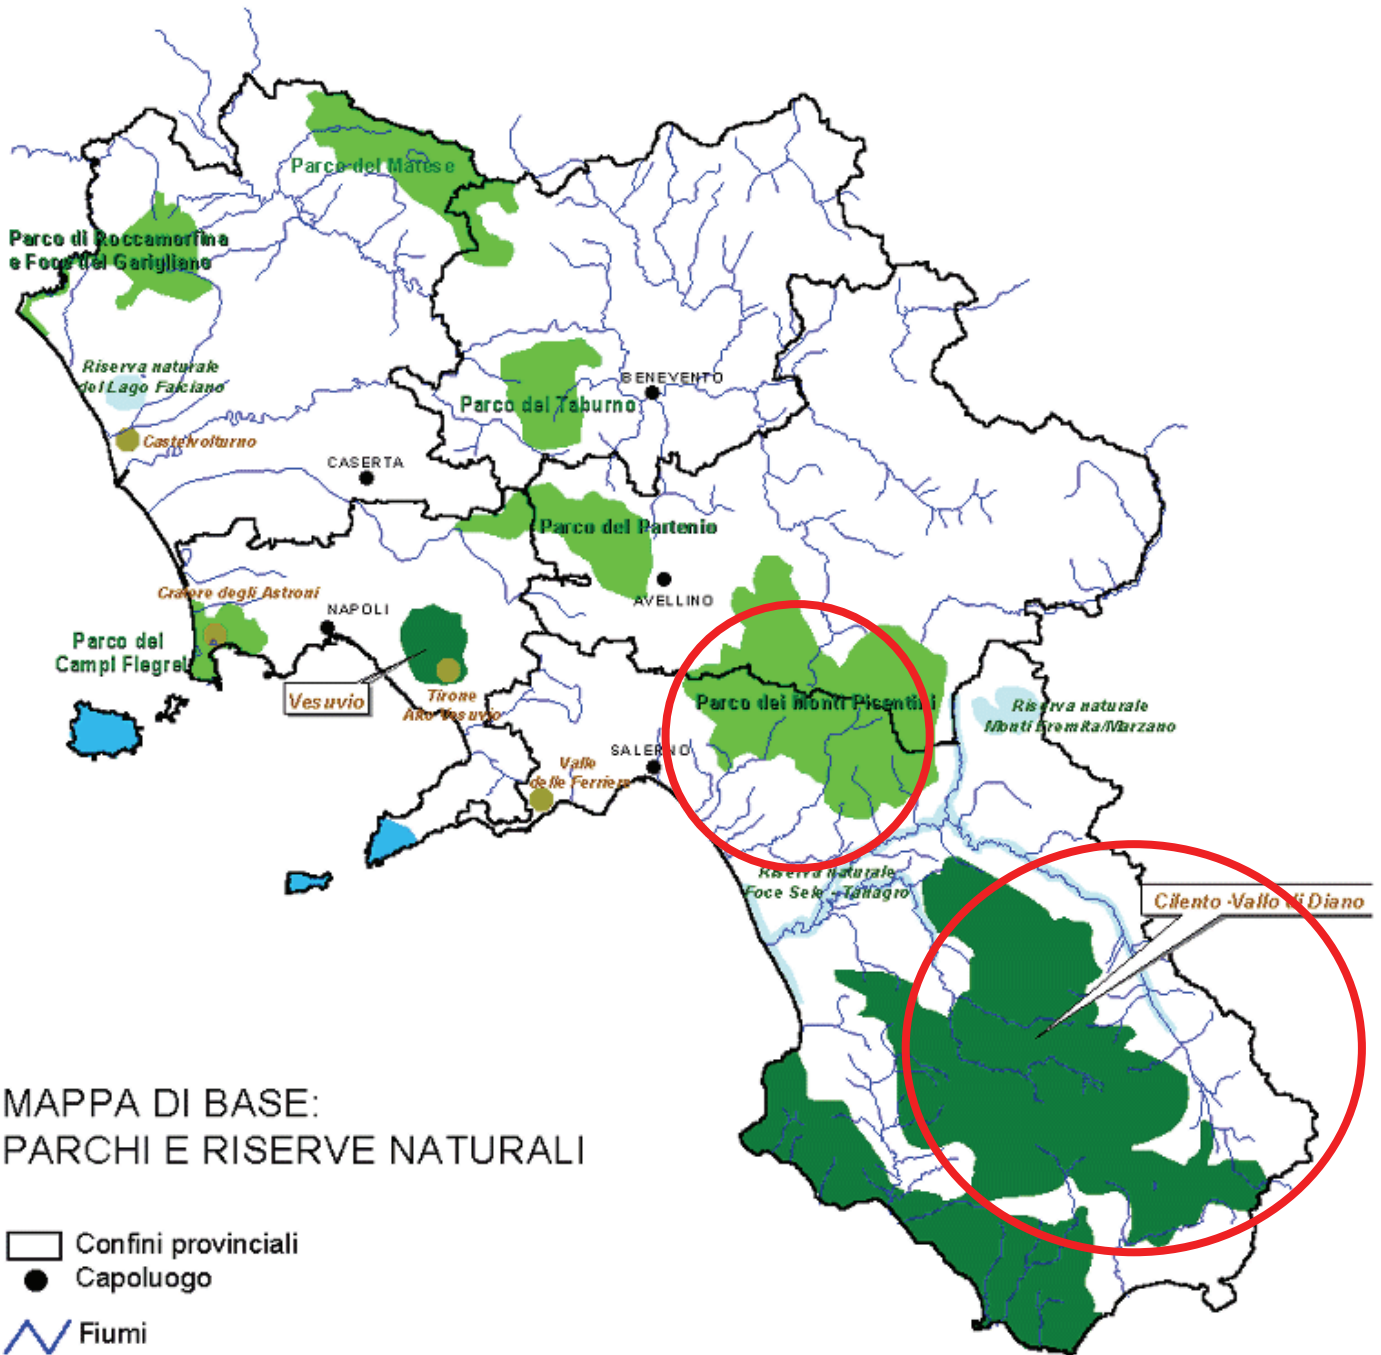 Parco del Matese
Parco di Roccamorfina
e Foce del Garigliano
Riserva naturale
del Lago Falciano
BENEVENTO
Parco del Taburno
Castelvolturno
CASERTA
Parco del Partenio
Cratere degli Astroni
NAPOLI
AVELLINO
Parco dei
Campi Flegrei
Vesuvio
Tirone
Alto Vesuvio
Parco dei Monti Picentini
Riserva naturale
Monti Eremita/Marzano
SALERNO
Valle
delle Ferriere
Riserva naturale
Foce Sele - Tanagro
Cilento -Vallo di Diano
MAPPA DI BASE:
PARCHI E RISERVE NATURALI
Confini provinciali
Capoluogo
Fiumi